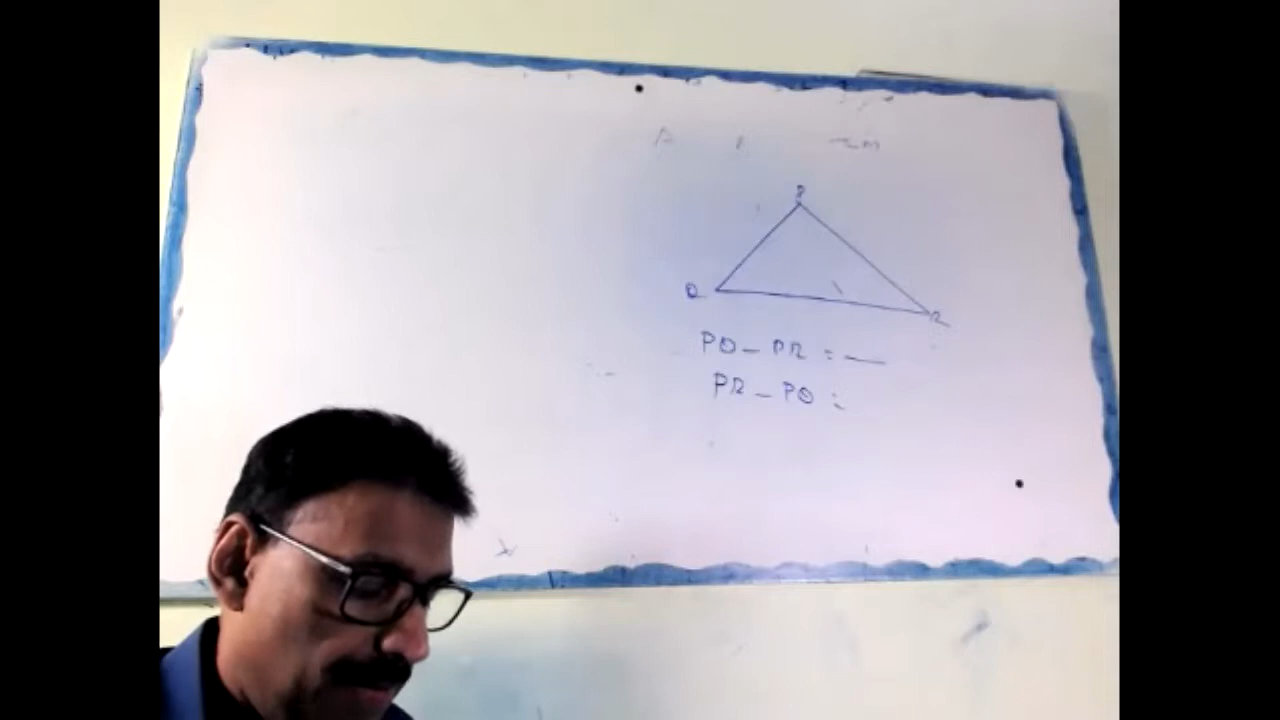 P
Q
R
PQ - PR = —
PR - PQ =